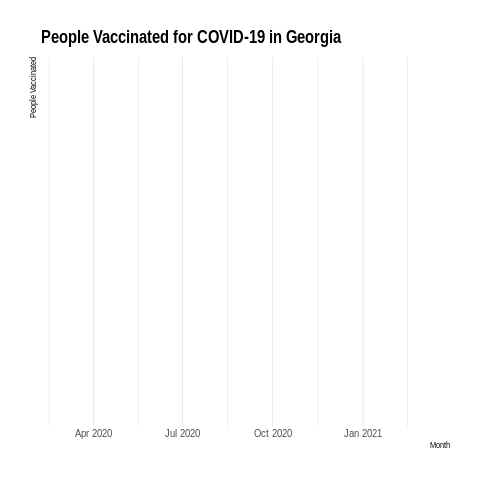 People Vaccinated for COVID-19 in Georgia
People Vaccinated
Apr 2020
Jul 2020
Oct 2020
Jan 2021
Month